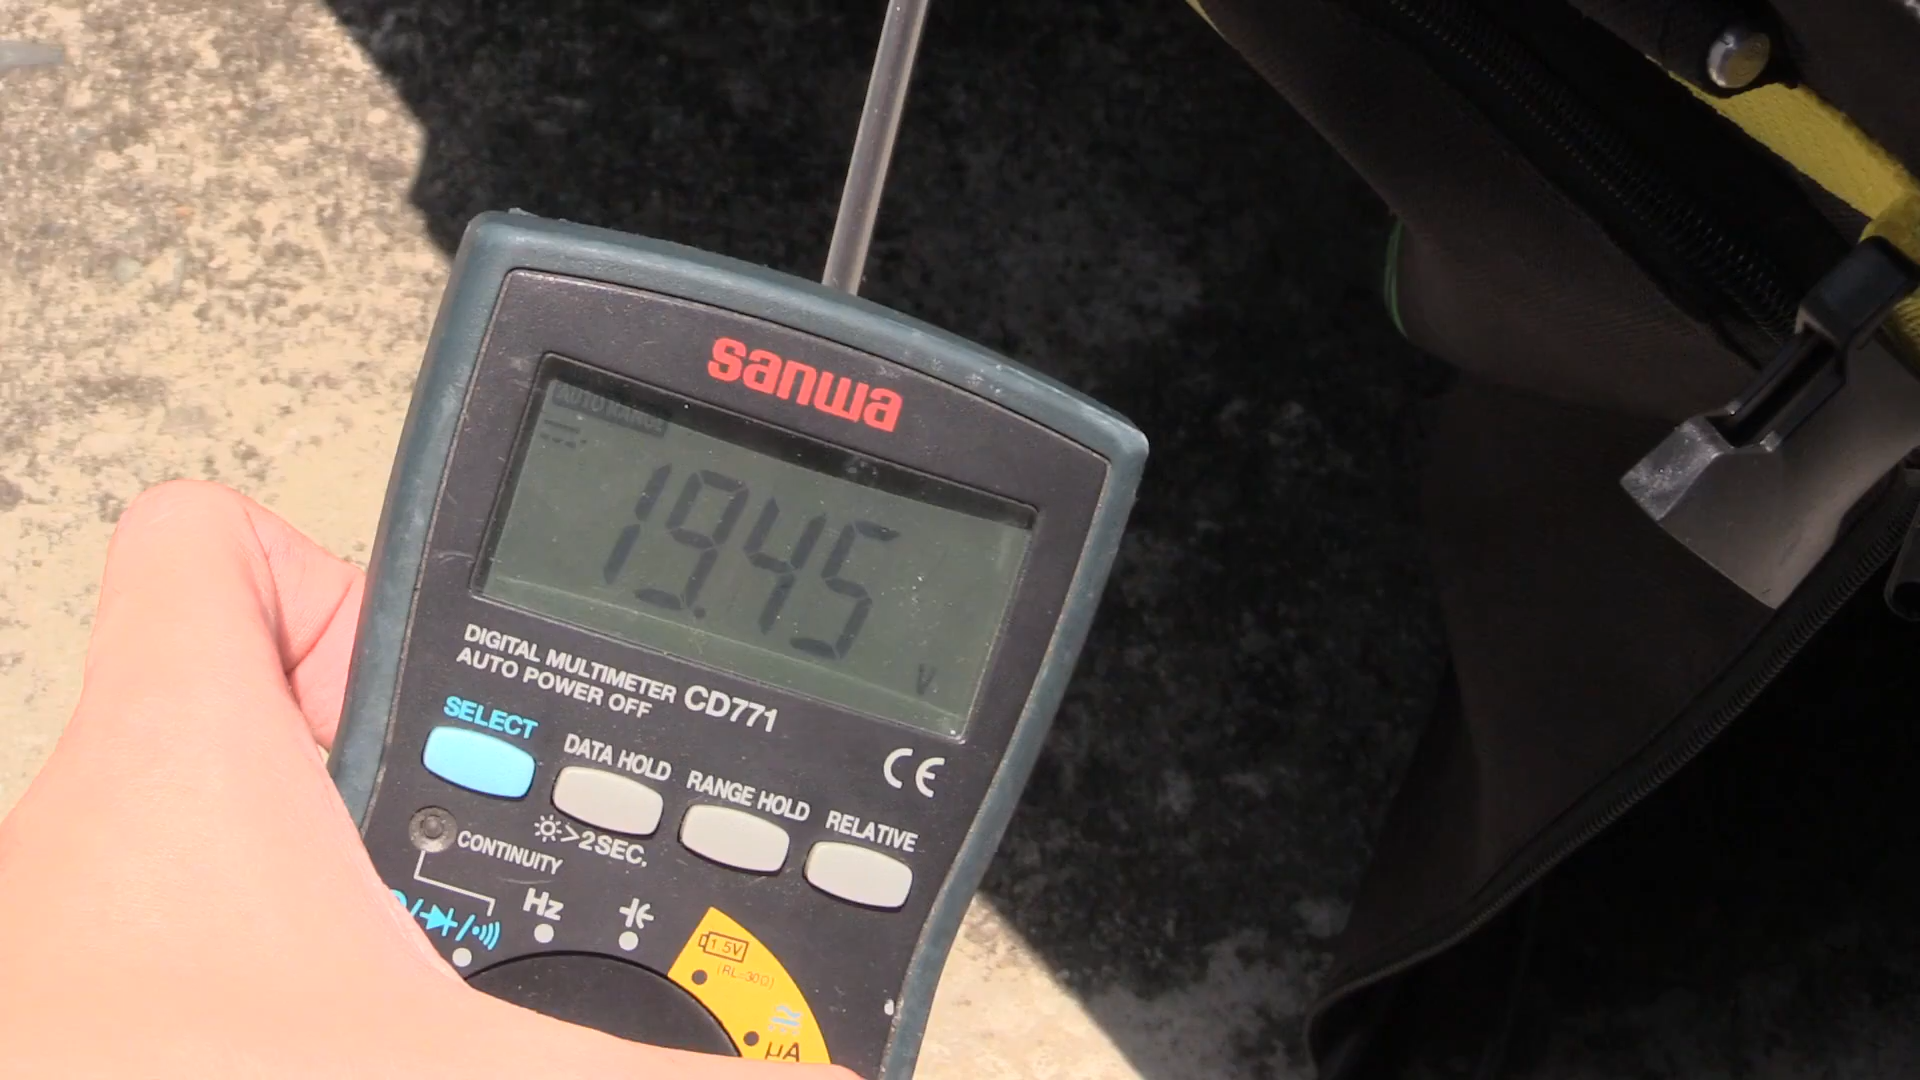 sanwa
AUTO RANGE
19.45
V
DIGITAL MULTIMETER CD771
AUTO POWER OFF
SELECT
DATA HOLD
RANGE HOLD
RELATIVE
>2SEC.
CE
CONTINUITY
Hz
1.5V
(RL=30Ω)
μA